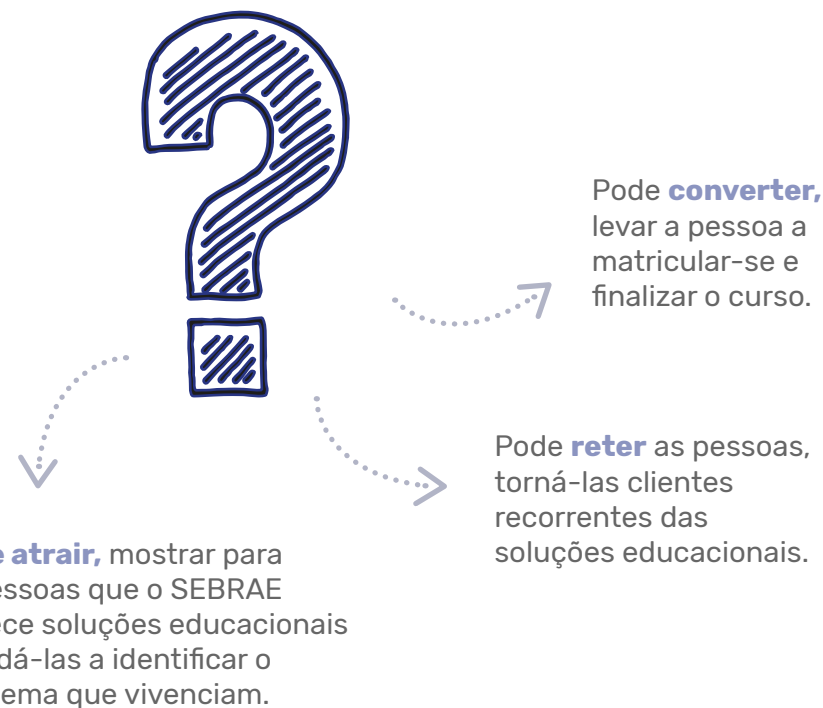 Pode converter,
levar a pessoa a
matricular-se e
finalizar o curso.
Pode reter as pessoas,
torná-las clientes
recorrentes das
soluções educacionais.
atrair, mostrar para
que o SEBRAE
soluções educacionais
a identificar o
que vivenciam.